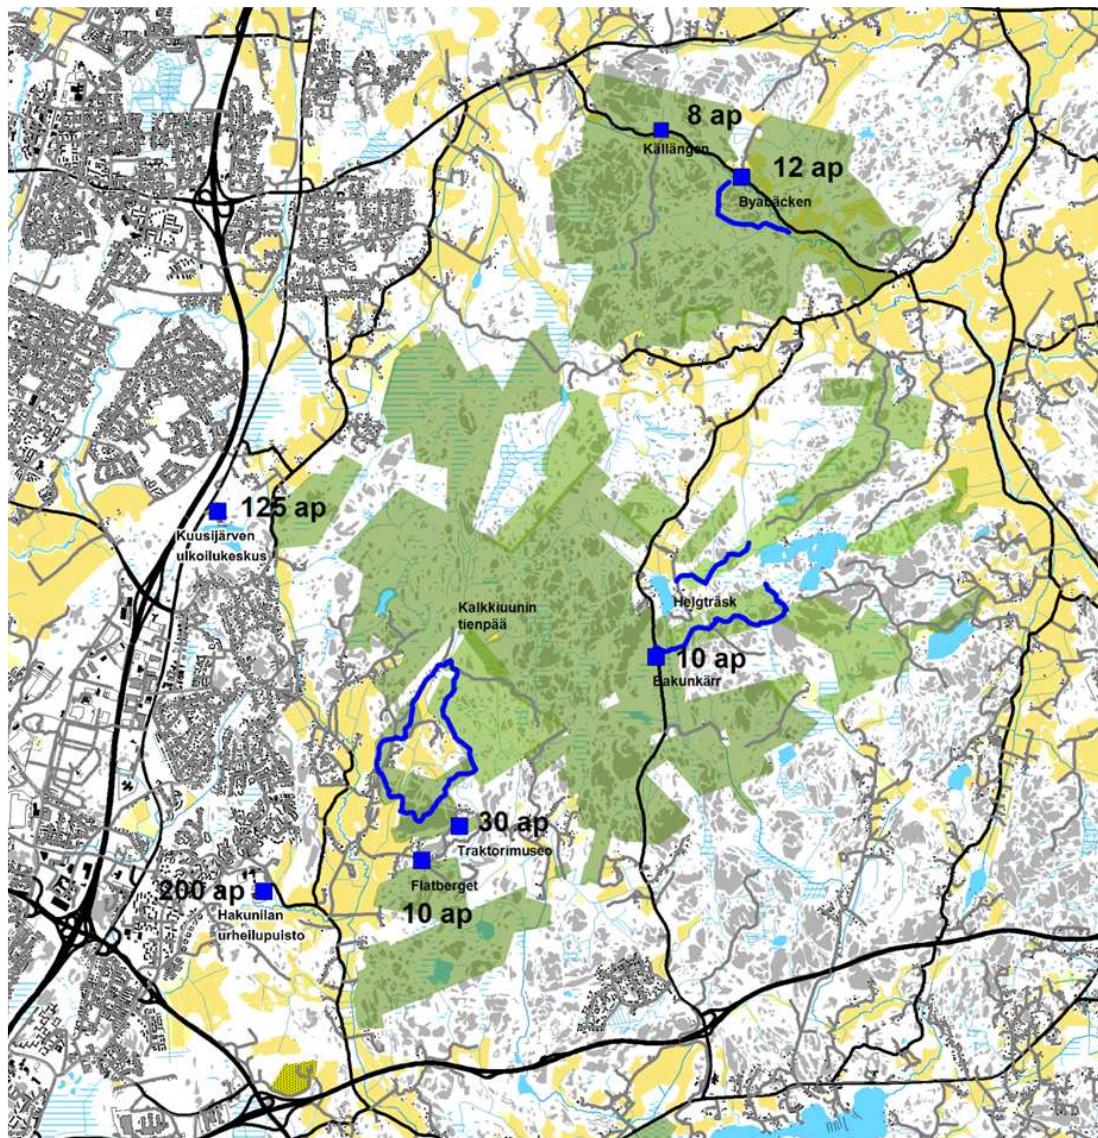 8 ap
Källängen
12 ap
Byabäcken
125 ap
Kuusijärven
ulkoilukeskus
Kalkkiuunin
tienpää
Helgträsk
10 ap
Bakunkärr
30 ap
Traktorimuseo
Flatberget
10 ap
200 ap
Hakunilan
urheilupuisto